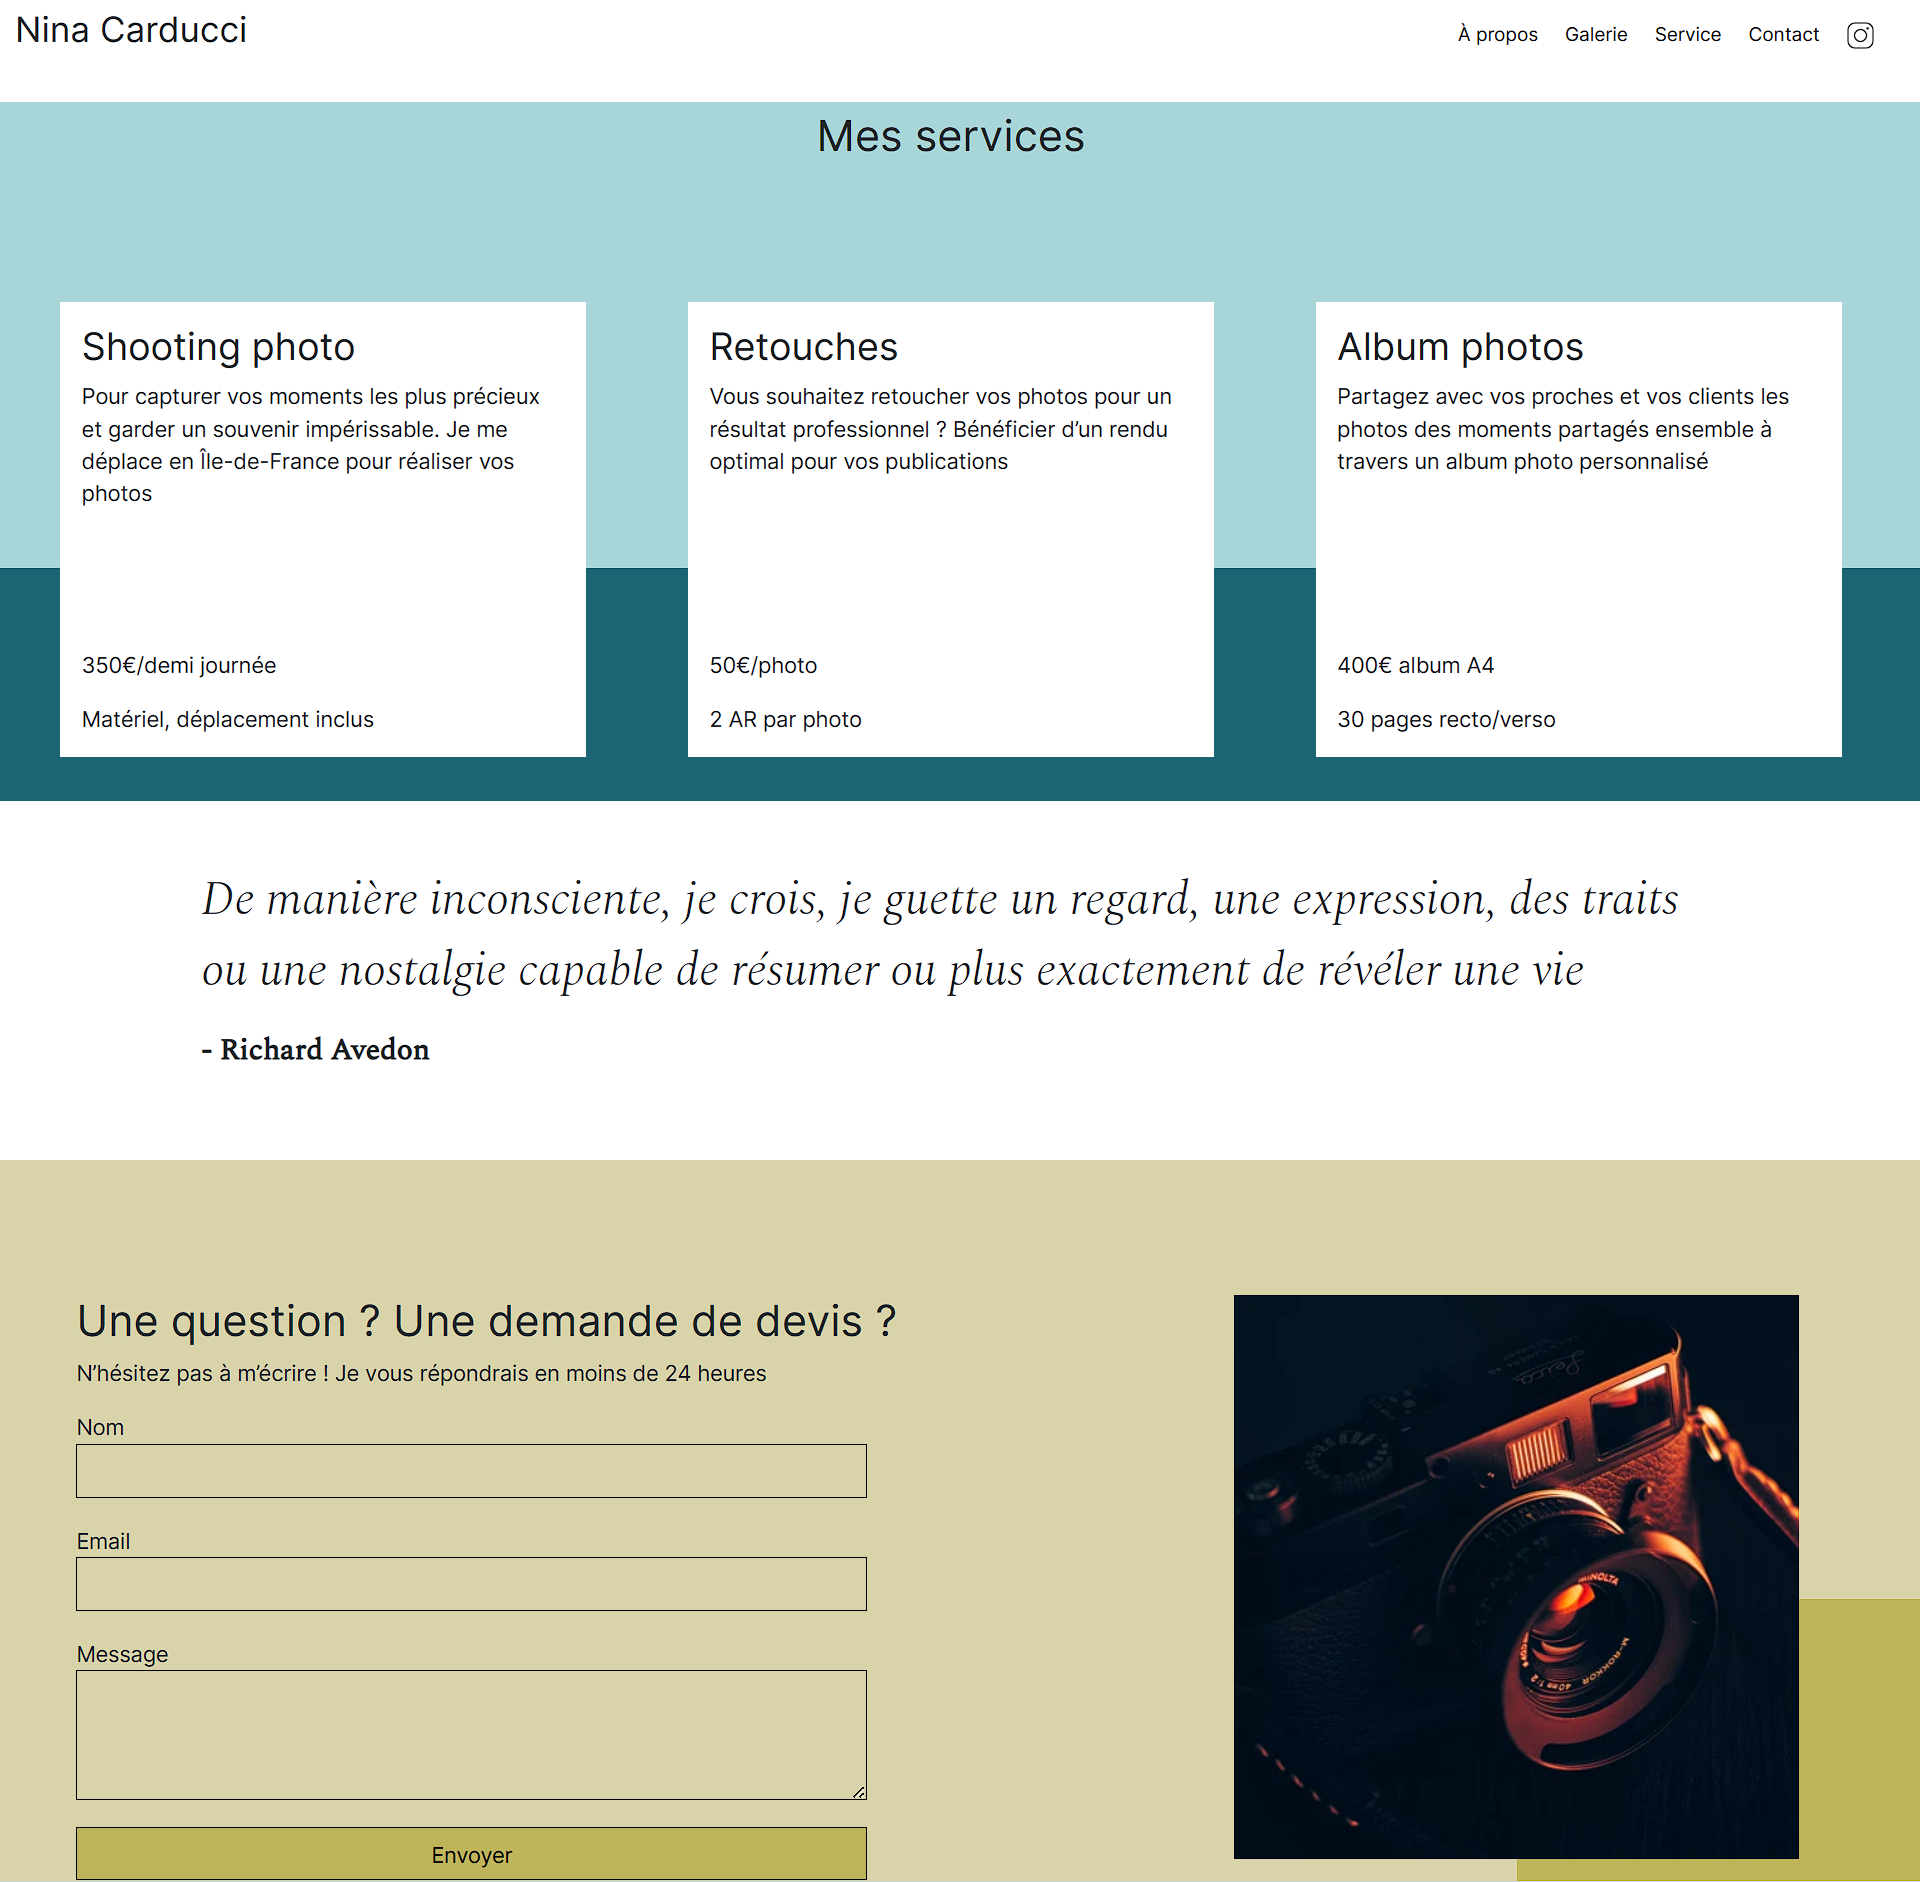 Nina Carducci
À propos Galerie Service Contact
Mes services
Shooting photo
Pour capturer vos moments les plus précieux
et garder un souvenir impérissable. Je me
déplace en Île-de-France pour réaliser vos
photos
350€/demi journée
Matériel, déplacement inclus
Retouches
Vous souhaitez retoucher vos photos pour un
résultat professionnel ? Bénéficier d’un rendu
optimal pour vos publications
50€/photo
2 AR par photo
Album photos
Partagez avec vos proches et vos clients les
photos des moments partagés ensemble à
travers un album photo personnalisé
400€ album A4
30 pages recto/verso
De manière inconsciente, je crois, je guette un regard, une expression, des traits
ou une nostalgie capable de résumer ou plus exactement de révéler une vie
- Richard Avedon
Une question ? Une demande de devis ?
N’hésitez pas à m’écrire ! Je vous répondrais en moins de 24 heures
Nom
Email
Message
Envoyer
Leica
MINOLTA
M-ROKKOR
40mm 1:2